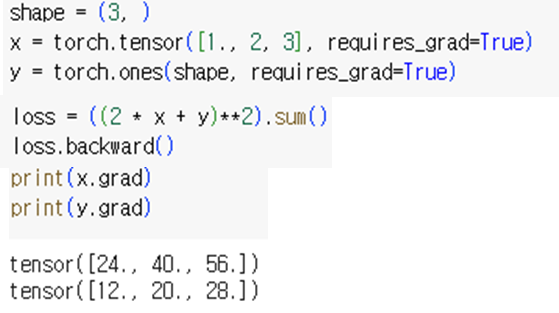 shape = (3, )
x = torch.tensor([1., 2, 3], requires_grad=True)
y = torch.ones(shape, requires_grad=True)
loss = ((2 * x + y)**2).sum()
loss.backward()
print(x.grad)
print(y.grad)
tensor([24., 40., 56.])
tensor([12., 20., 28.])